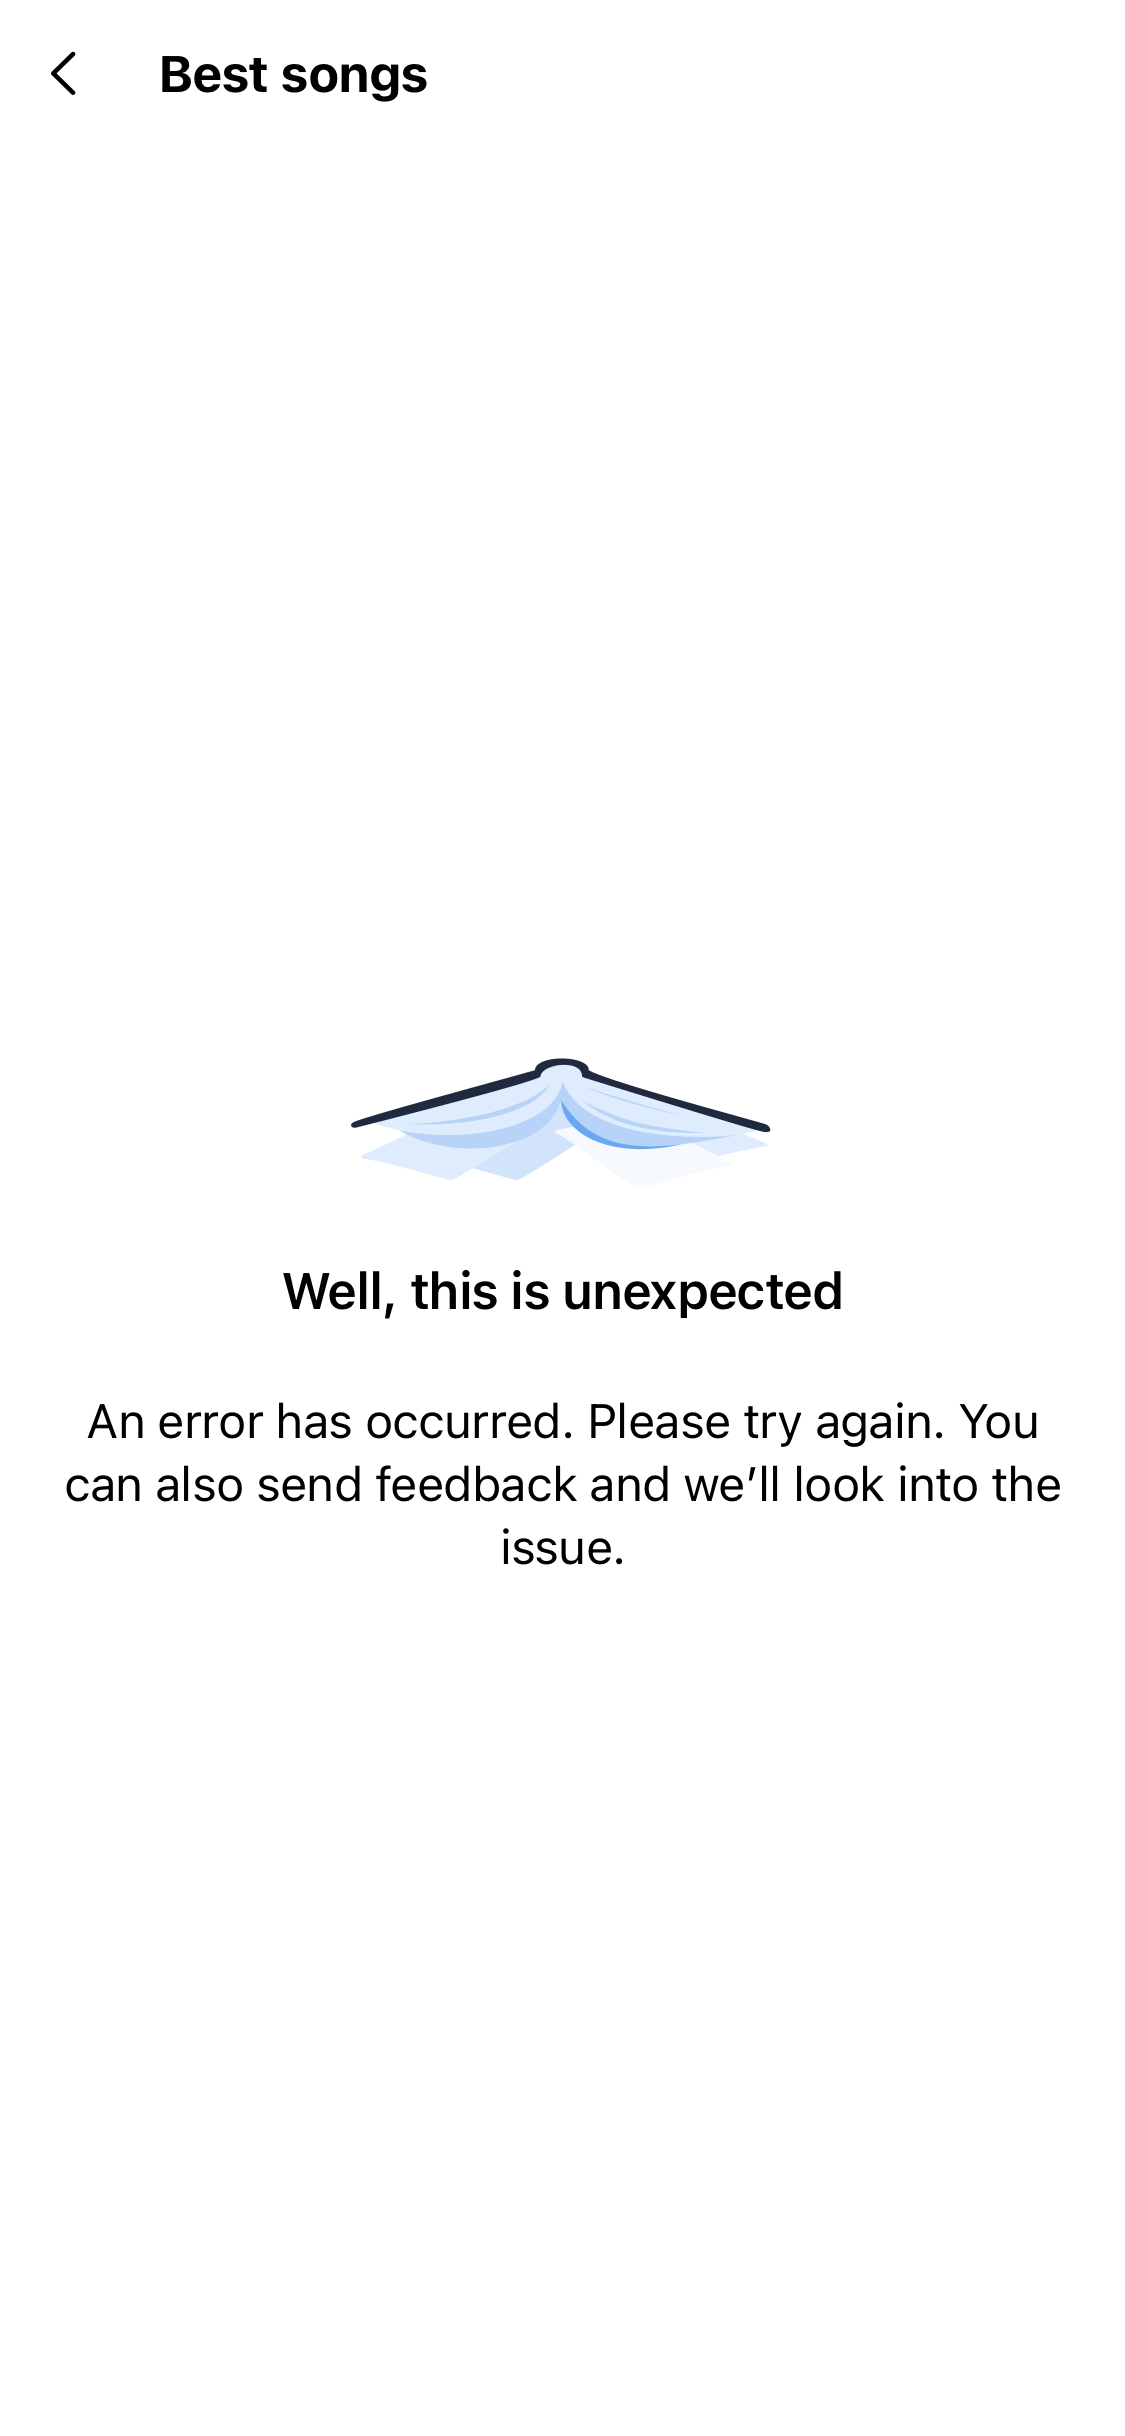 Best songs
Well, this is unexpected
An error has occurred. Please try again. You
can also send feedback and we’ll look into the
issue.